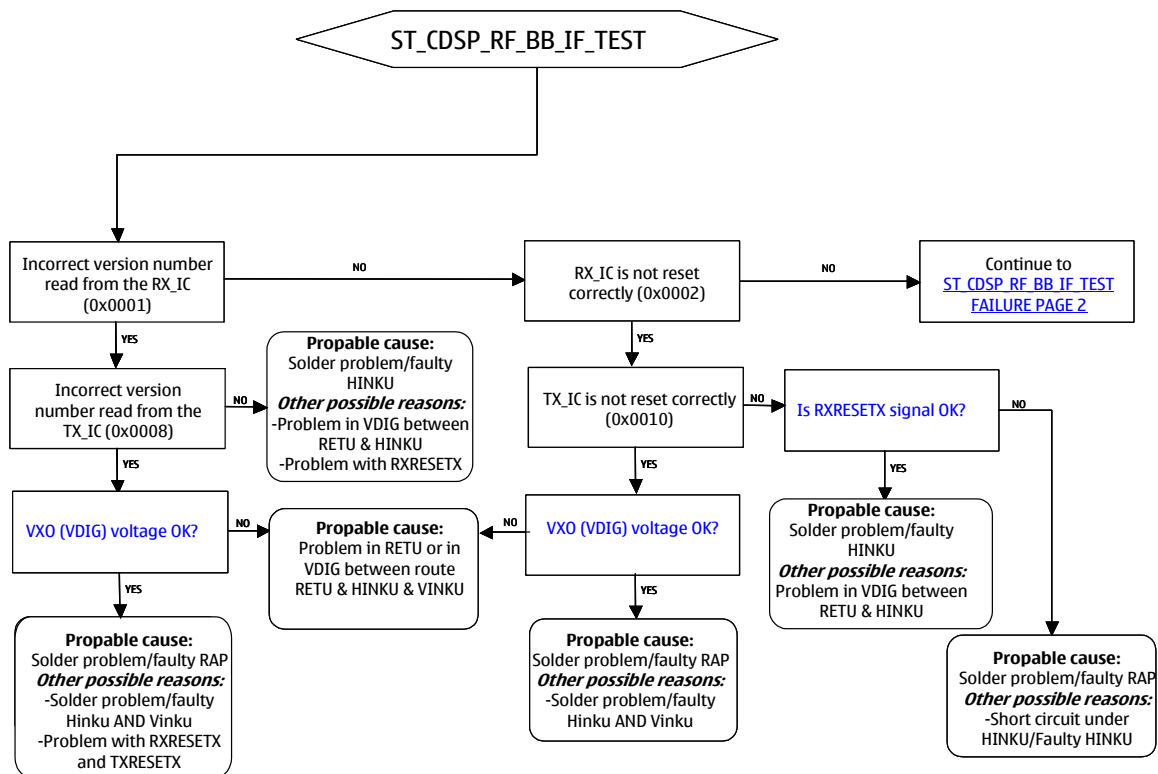 ST_CDSP_RF_BB_IF_TEST
Incorrect version number
read from the RX_IC
(0x0001)
NO
RX_IC is not reset
correctly (0x0002)
NO
Continue to
ST_CDSP_RF_BB_IF_TEST
FAILURE PAGE 2
YES
YES
Incorrect version
number read from the
TX_IC (0x0008)
NO
Propable cause:
Solder problem/faulty
HINKU
Other possible reasons:
-Problem in VDIG between
RETU & HINKU
-Problem with RXRESETX
TX_IC is not reset correctly
(0x0010)
NO
Is RXRESETX signal OK?
NO
YES
YES
YES
VXO (VDIG) voltage OK?
NO
Propable cause:
Problem in RETU or in
VDIG between route
RETU & HINKU & VINKU
NO
VXO (VDIG) voltage OK?
Propable cause:
Solder problem/faulty
HINKU
Other possible reasons:
Problem in VDIG between
RETU & HINKU
YES
YES
Propable cause:
Solder problem/faulty RAP
Other possible reasons:
-Solder problem/faulty
Hinku AND Vinku
-Problem with RXRESETX
and TXRESETX
Propable cause:
Solder problem/faulty RAP
Other possible reasons:
-Solder problem/faulty
Hinku AND Vinku
Propable cause:
Solder problem/faulty RAP
Other possible reasons:
-Short circuit under
HINKU/Faulty HINKU